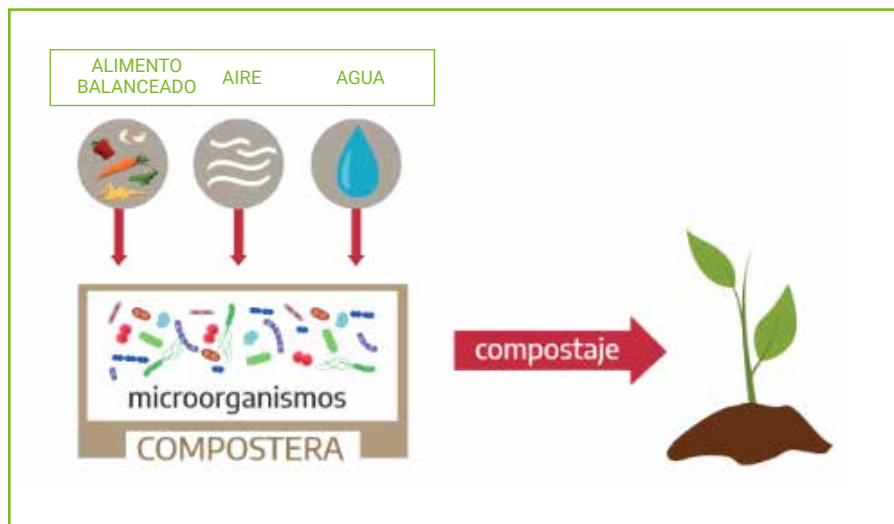 ALIMENTO
BALANCEADO
AIRE
AGUA
microorganismos
COMPOSTERA
compostaje